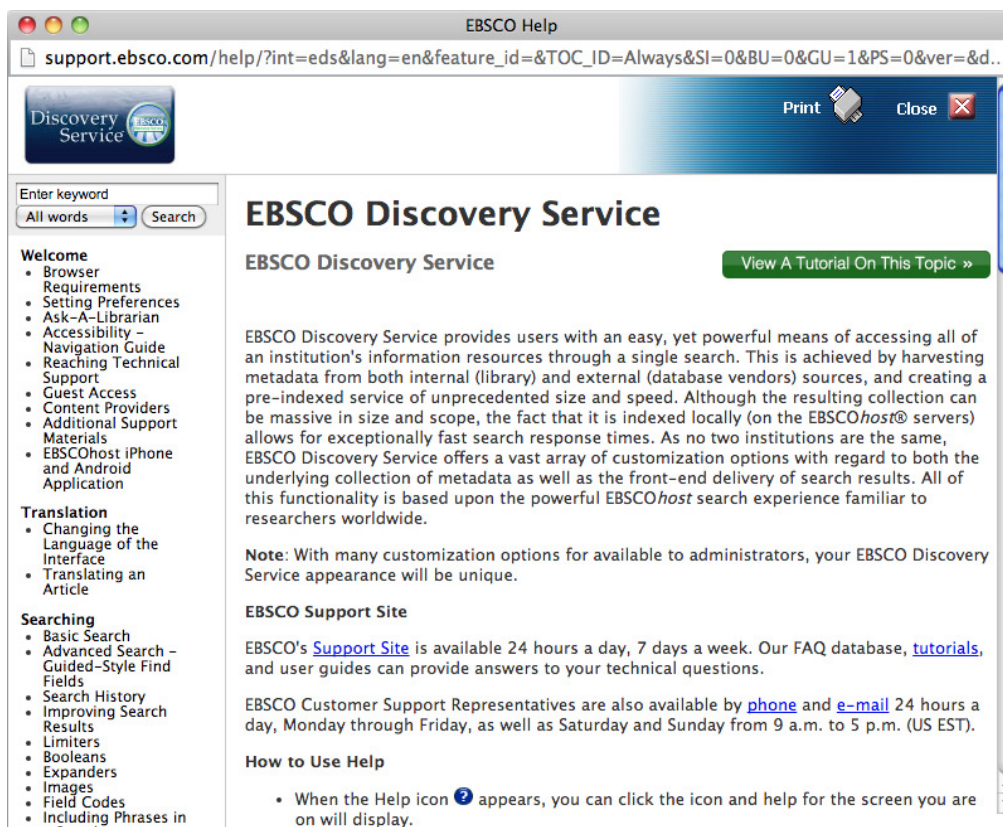 EBSCO Help
support.ebsco.com/help/?int=eds&lang=en&feature_id=&TOC_ID=Always&SI=0&BU=0&GU=1&PS=0&ver=&d...
Discovery
Service
EBSCO's
Print
Close
Enter keyword
All words
Search
Welcome
• Browser
Requirements
• Setting Preferences
• Ask-A-Librarian
• Accessibility -
Navigation Guide
• Reaching Technical
Support
• Guest Access
• Content Providers
• Additional Support
Materials
• EBSCOhost iPhone
and Android
Application
Translation
• Changing the
Language of the
Interface
• Translating an
Article
Searching
• Basic Search
• Advanced Search -
Guided-Style Find
Fields
• Search History
• Improving Search
Results
• Limiters
• Booleans
• Expanders
• Images
• Field Codes
• Including Phrases in
EBSCO Discovery Service
EBSCO Discovery Service
View A Tutorial On This Topic »
EBSCO Discovery Service provides users with an easy, yet powerful means of accessing all of
an institution's information resources through a single search. This is achieved by harvesting
metadata from both internal (library) and external (database vendors) sources, and creating a
pre-indexed service of unprecedented size and speed. Although the resulting collection can
be massive in size and scope, the fact that it is indexed locally (on the EBSCOhost® servers)
allows for exceptionally fast search response times. As no two institutions are the same,
EBSCO Discovery Service offers a vast array of customization options with regard to both the
underlying collection of metadata as well as the front-end delivery of search results. All of
this functionality is based upon the powerful EBSCOhost search experience familiar to
researchers worldwide.
Note: With many customization options for available to administrators, your EBSCO Discovery
Service appearance will be unique.
EBSCO Support Site
EBSCO's Support Site is available 24 hours a day, 7 days a week. Our FAQ database, tutorials,
and user guides can provide answers to your technical questions.
EBSCO Customer Support Representatives are also available by phone and e-mail 24 hours a
day, Monday through Friday, as well as Saturday and Sunday from 9 a.m. to 5 p.m. (US EST).
How to Use Help
• When the Help icon ? appears, you can click the icon and help for the screen you are
on will display.